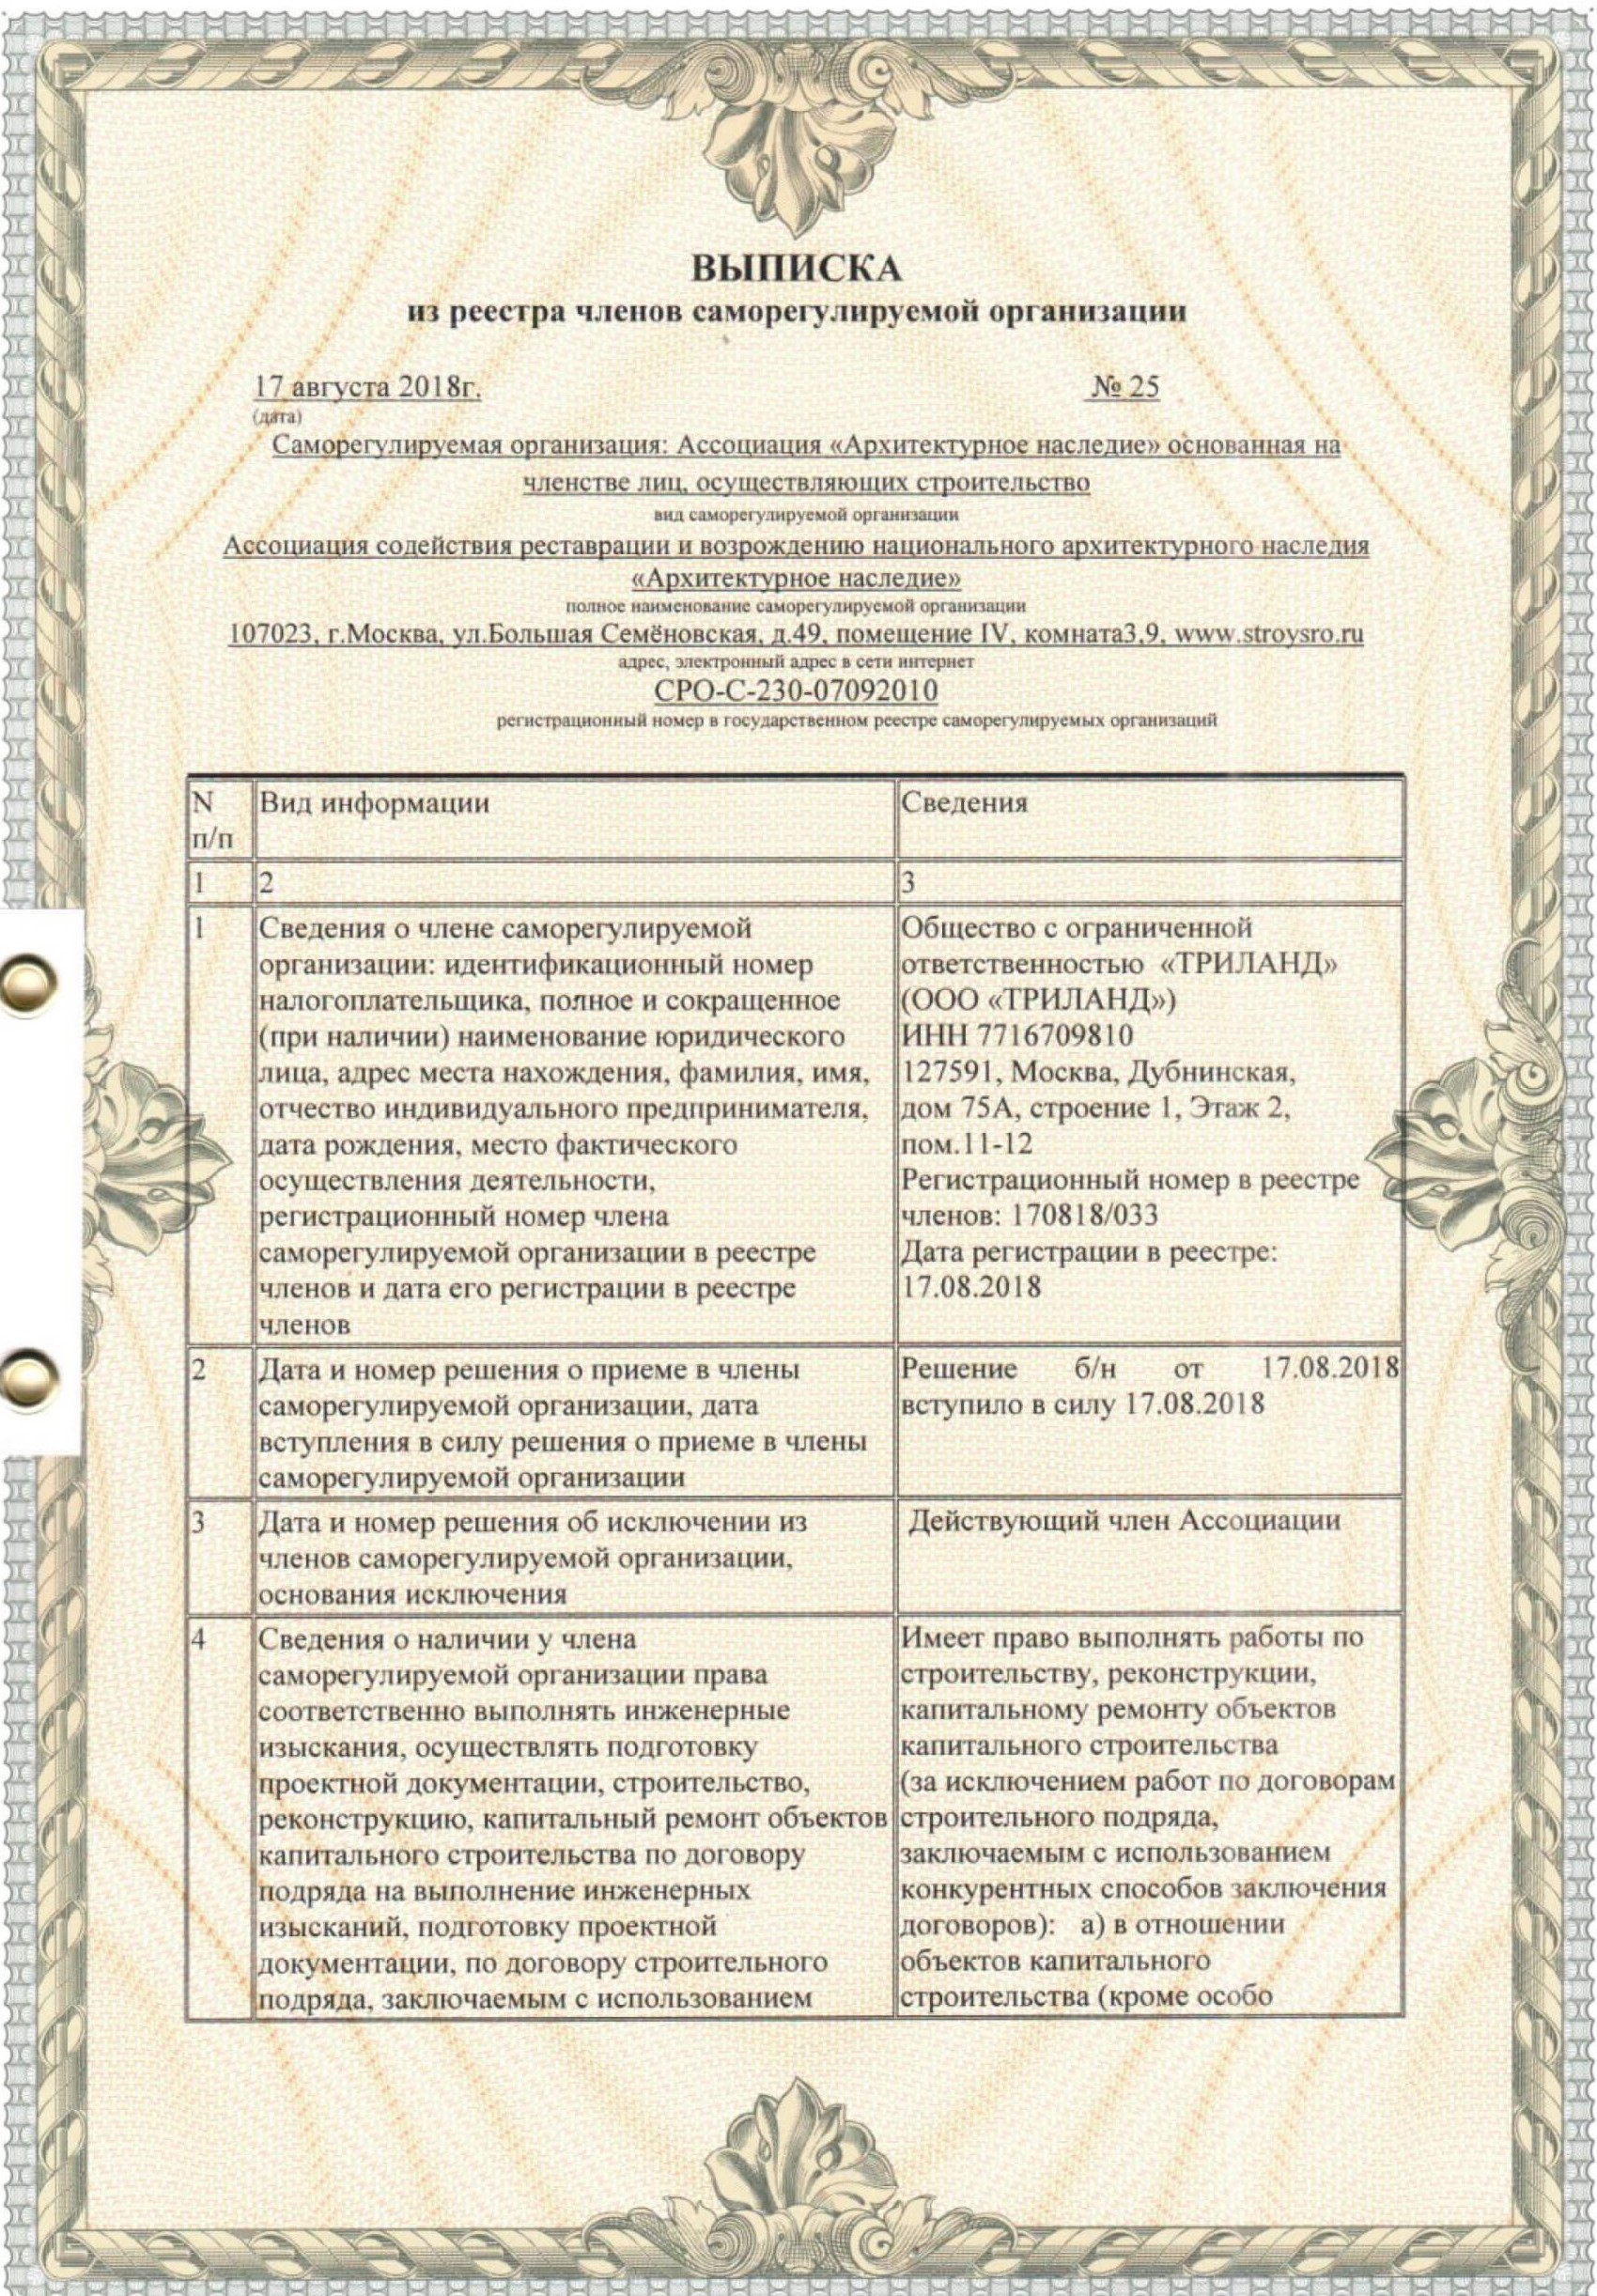 ВЫПИСКА
из реестра членов саморегулируемой организации
17 августа 2018г.
№ 25
(дата)
Саморегулируемая организация: Ассоциация «Архитектурное наследие» основанная на
членстве лиц, осуществляющих строительство
вид саморегулируемой организации
Ассоциация содействия реставрации и возрождению национального архитектурного наследия
«Архитектурное наследие»
полное наименование саморегулируемой организации
107023, г.Москва, ул.Большая Семёновская, д.49, помещение IV, комната3,9, www.stroysro.ru
адрес, электронный адрес в сети интернет
СРО-С-230-07092010
регистрационный номер в государственном реестре саморегулируемых организаций
N
п/п
Вид информации
Сведения
1
2
3
1
Сведения о члене саморегулируемой
организации: идентификационный номер
налогоплательщика, полное и сокращенное
(при наличии) наименование юридического
лица, адрес места нахождения, фамилия, имя,
отчество индивидуального предпринимателя,
дата рождения, место фактического
осуществления деятельности,
регистрационный номер члена
саморегулируемой организации в реестре
членов и дата его регистрации в реестре
членов
Общество с ограниченной
ответственностью «ТРИЛАНД»
(ООО «ТРИЛАНД»)
ИНН 7716709810
127591, Москва, Дубнинская,
дом 75А, строение 1, Этаж 2,
пом.11-12
Регистрационный номер в реестре
членов: 170818/033
Дата регистрации в реестре:
17.08.2018
2
Дата и номер решения о приеме в члены
саморегулируемой организации, дата
вступления в силу решения о приеме в члены
саморегулируемой организации
Решение б/н от 17.08.2018
вступило в силу 17.08.2018
3
Дата и номер решения об исключении из
членов саморегулируемой организации,
основания исключения
Действующий член Ассоциации
4
Сведения о наличии у члена
саморегулируемой организации права
соответственно выполнять инженерные
изыскания, осуществлять подготовку
проектной документации, строительство,
реконструкцию, капитальный ремонт объектов
капитального строительства по договору
подряда на выполнение инженерных
изысканий, подготовку проектной
документации, по договору строительного
подряда, заключаемым с использованием
Имеет право выполнять работы по
строительству, реконструкции,
капитальному ремонту объектов
капитального строительства
(за исключением работ по договорам
строительного подряда,
заключаемым с использованием
конкурентных способов заключения
договоров): а) в отношении
объектов капитального
строительства (кроме особо